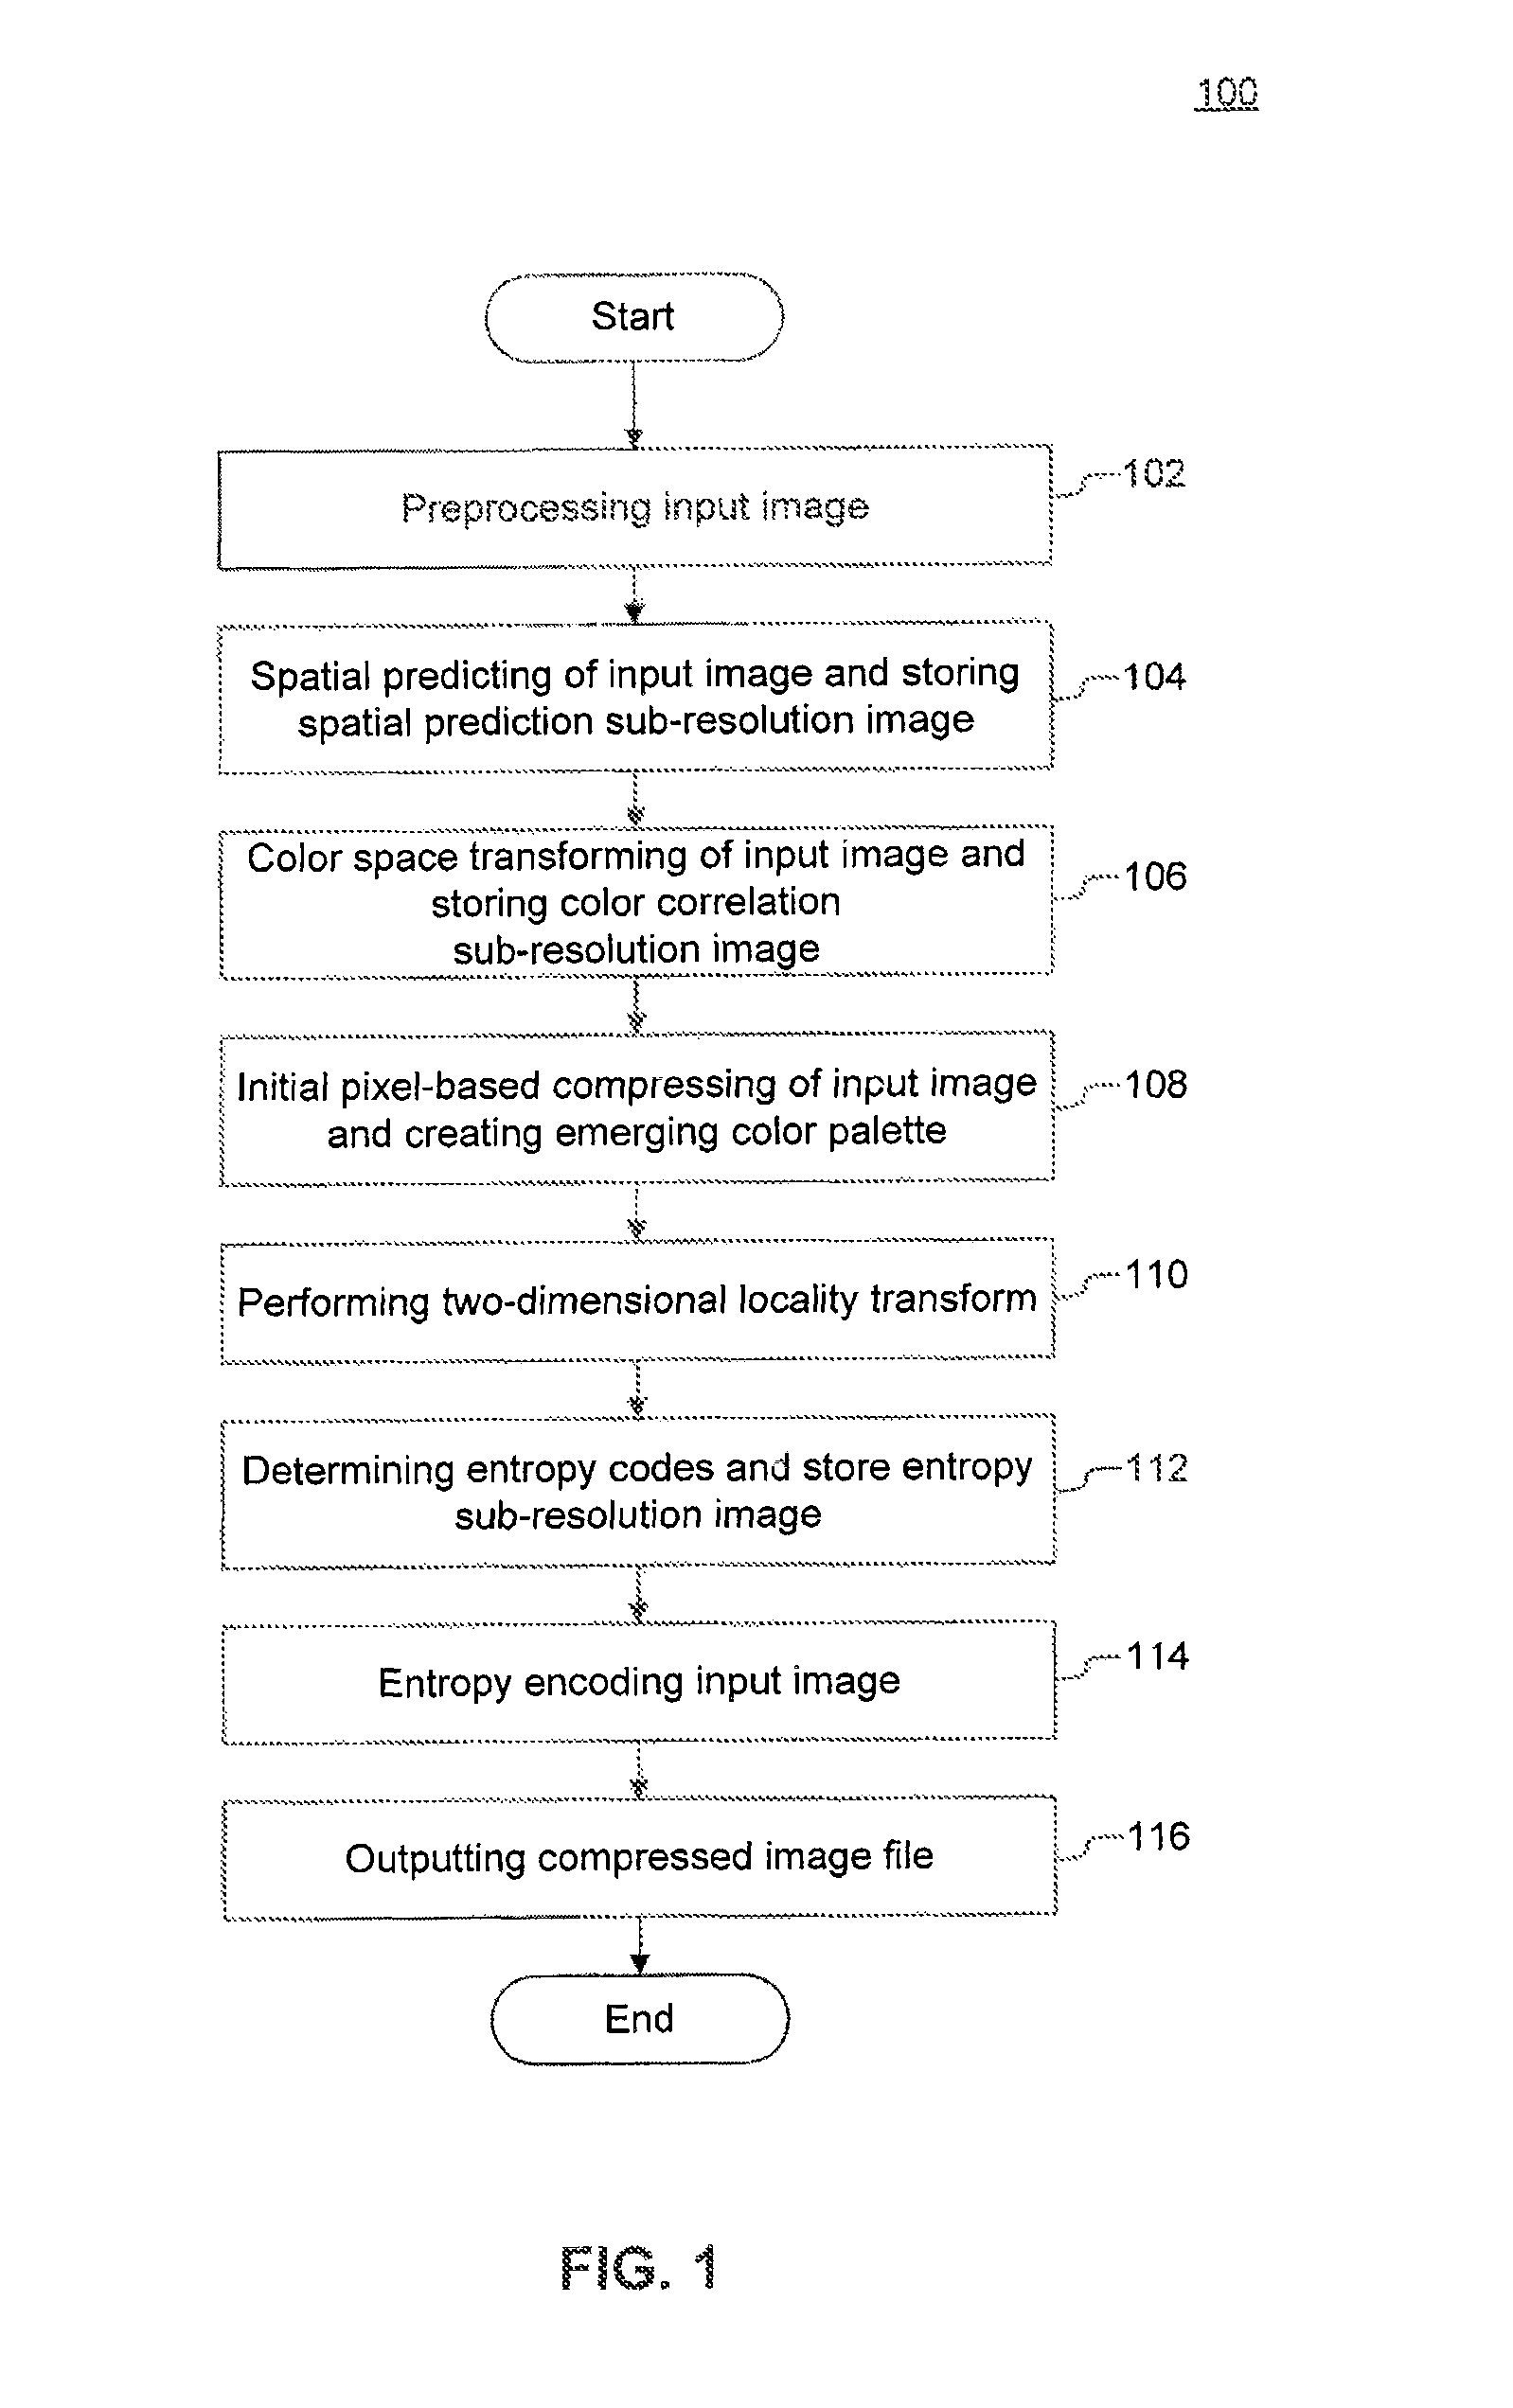 100
Start
Preprocessing input image
102
Spatial predicting of input image and storing
spatial prediction sub-resolution image
104
Color space transforming of input image and
storing color correlation
sub-resolution image
106
Initial pixel-based compressing of input image
and creating emerging color palette
108
Performing two-dimensional locality transform
110
Determining entropy codes and store entropy
sub-resolution image
112
Entropy encoding input image
114
Outputting compressed image file
116
End
FIG. 1